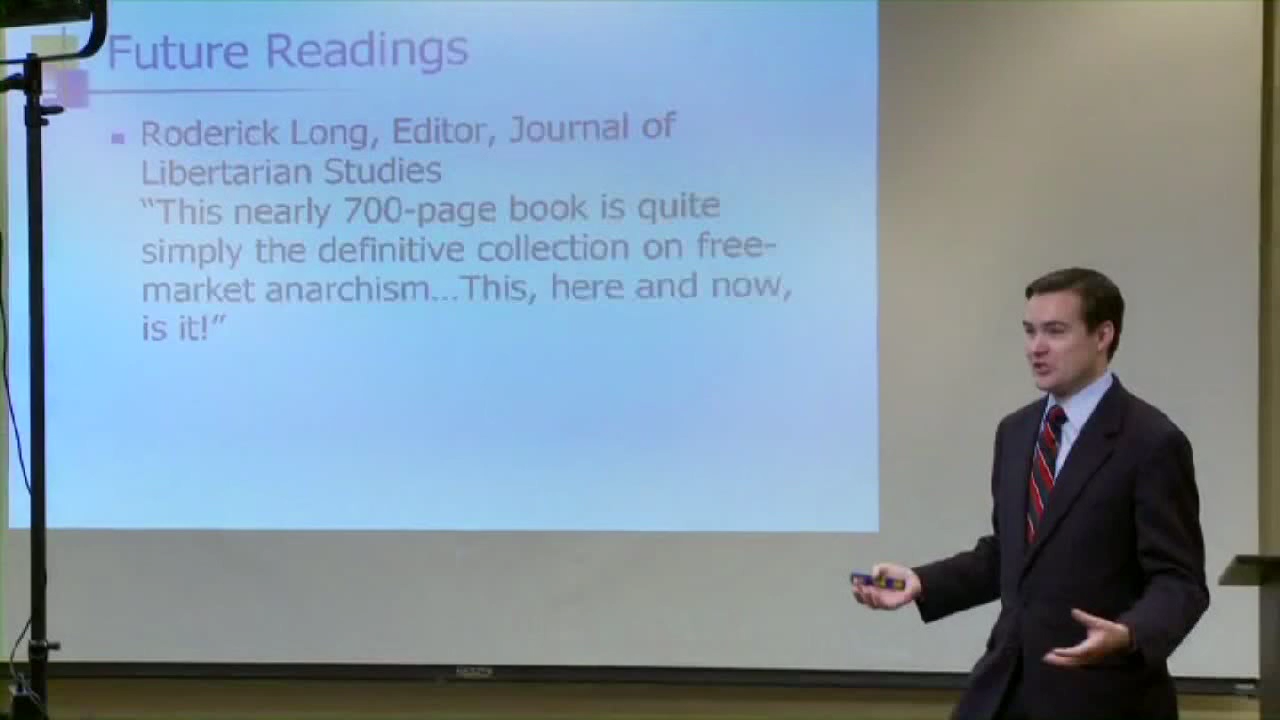 Future Readings
Roderick Long, Editor, Journal of
Libertarian Studies
“This nearly 700-page book is quite
simply the definitive collection on free-
market anarchism...This, here and now,
is it!”